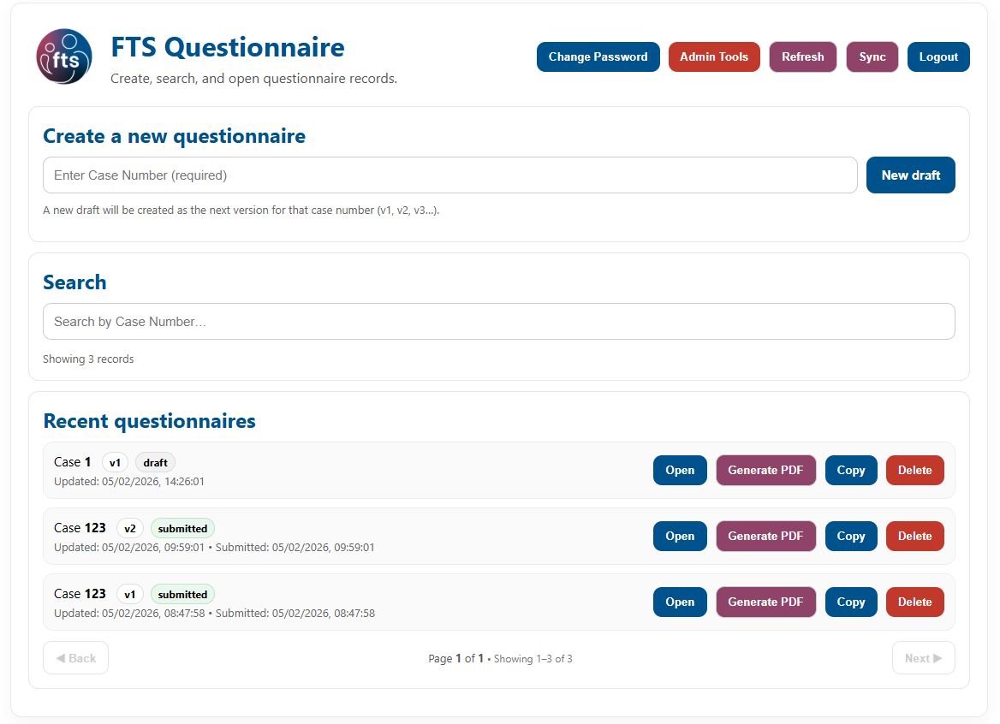 fts
FTS Questionnaire
Create, search, and open questionnaire records.
Change Password
Admin Tools
Refresh
Sync
Logout
Create a new questionnaire
Enter Case Number (required)
New draft
A new draft will be created as the next version for that case number (v1, v2, v3...).
Search
Search by Case Number…
Showing 3 records
Recent questionnaires
Case 1 v1 draft
Updated: 05/02/2026, 14:26:01
Open Generate PDF Copy Delete
Case 123 v2 submitted
Updated: 05/02/2026, 09:59:01 • Submitted: 05/02/2026, 09:59:01
Open Generate PDF Copy Delete
Case 123 v1 submitted
Updated: 05/02/2026, 08:47:58 • Submitted: 05/02/2026, 08:47:58
Open Generate PDF Copy Delete
◀ Back
Page 1 of 1 • Showing 1–3 of 3
Next ▶